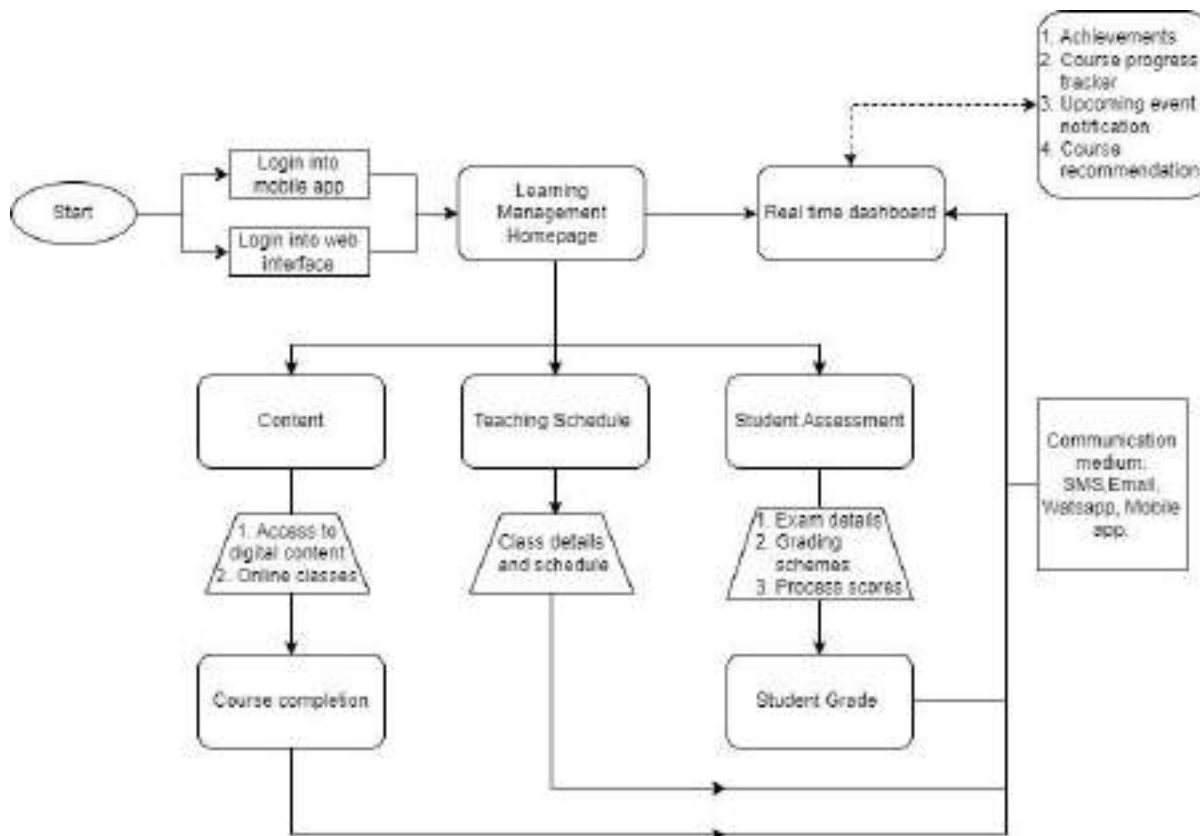 1. Achievements
2. Course progress
tracker
3. Upcoming event
notification
4. Course
recommendation
Start
Login into
mobile app
Login into web
interface
Learning
Management
Homepage
Real time dashboard
Content
Teaching Schedule
Student Assessment
Communication
medium:
SMS,Email,
Watsapp, Mobile
app.
1. Access to
digital content
2. Online classes
Class details
and schedule
1. Exam details
2. Grading
schemes
3. Process scores
Course completion
Student Grade